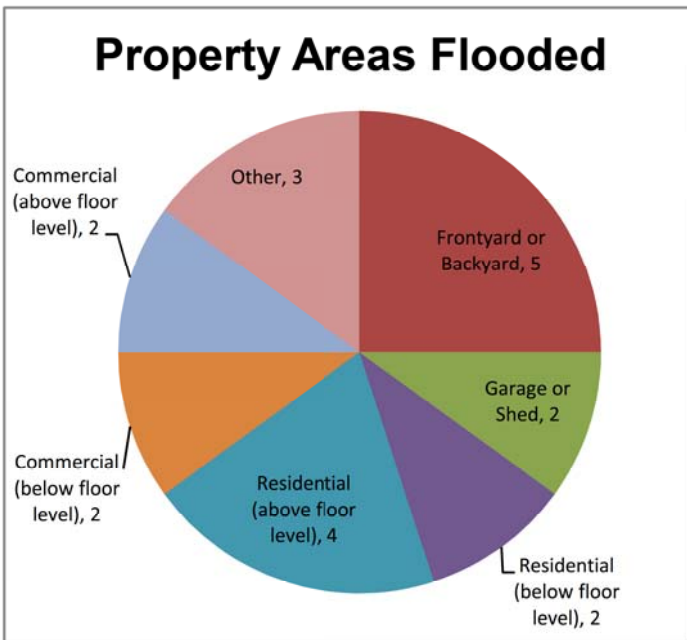 Property Areas Flooded
Other, 3
Commercial
(above floor
level), 2
Frontyard or
Backyard, 5
Garage or
Shed, 2
Commercial
(below floor
level), 2
Residential
(above floor
level), 4
Residential
(below floor
level), 2